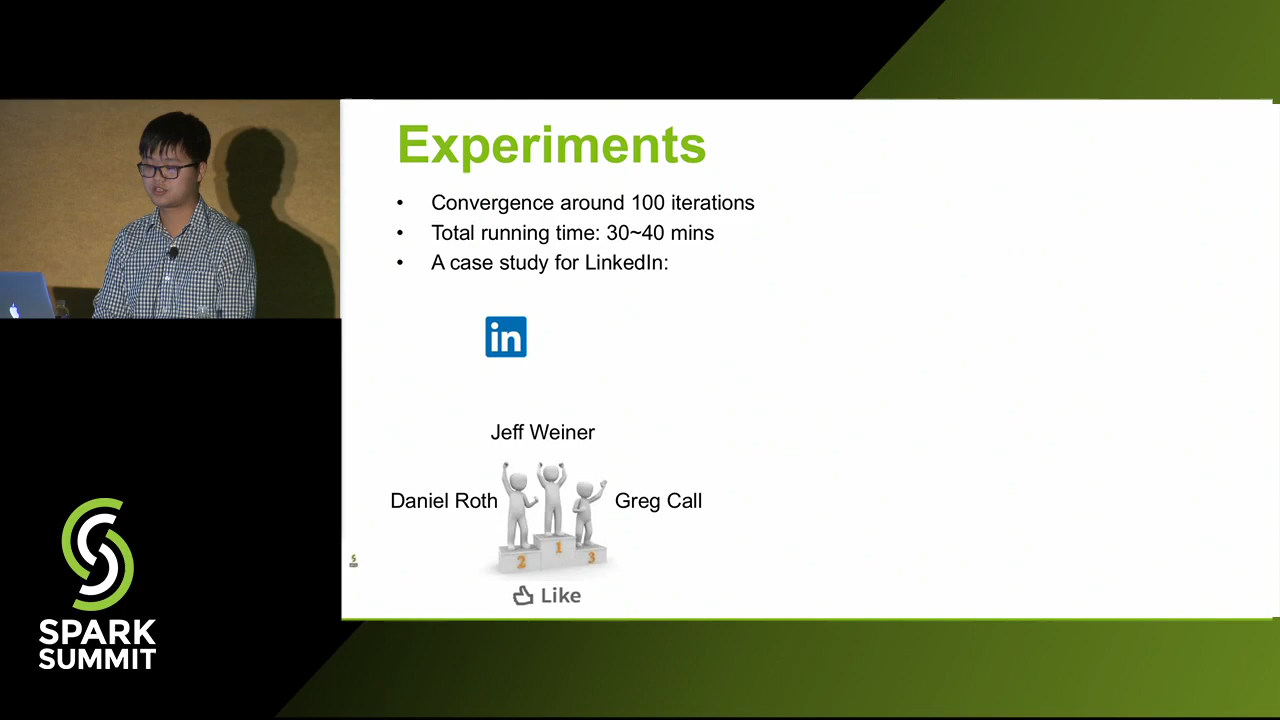 Experiments
• Convergence around 100 iterations
• Total running time: 30~40 mins
• A case study for LinkedIn:
in
Jeff Weiner
Daniel Roth
Greg Call
2 1 3
Like
SPARK
SUMMIT